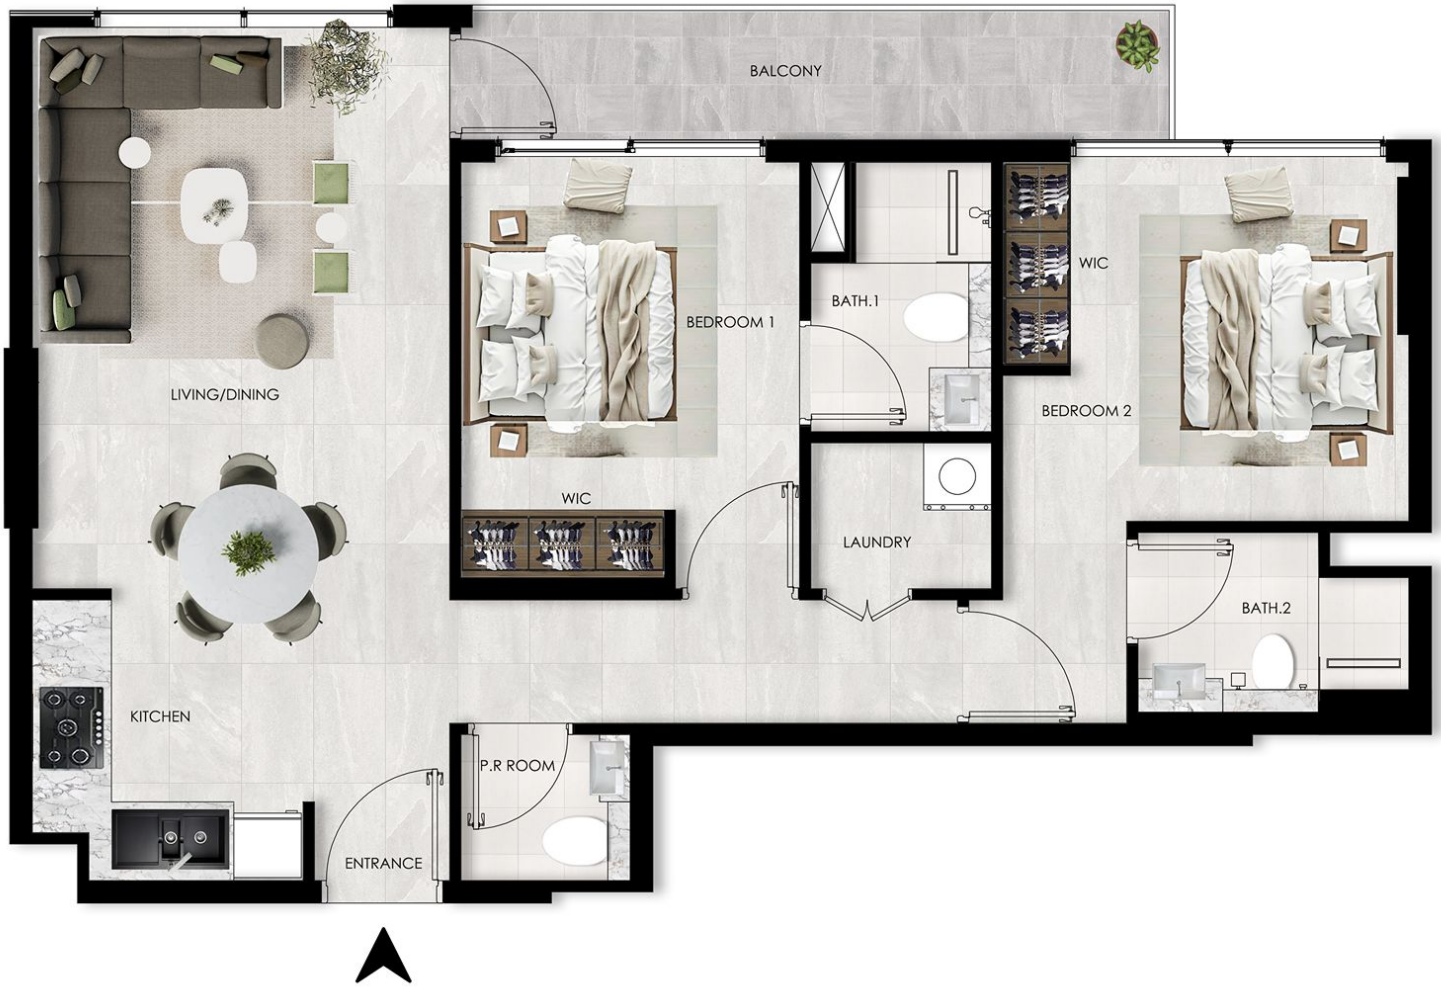 BALCONY
WIC
BATH.1
BEDROOM 1
LIVING/DINING
BEDROOM 2
WIC
LAUNDRY
BATH.2
KITCHEN
P.R ROOM
ENTRANCE